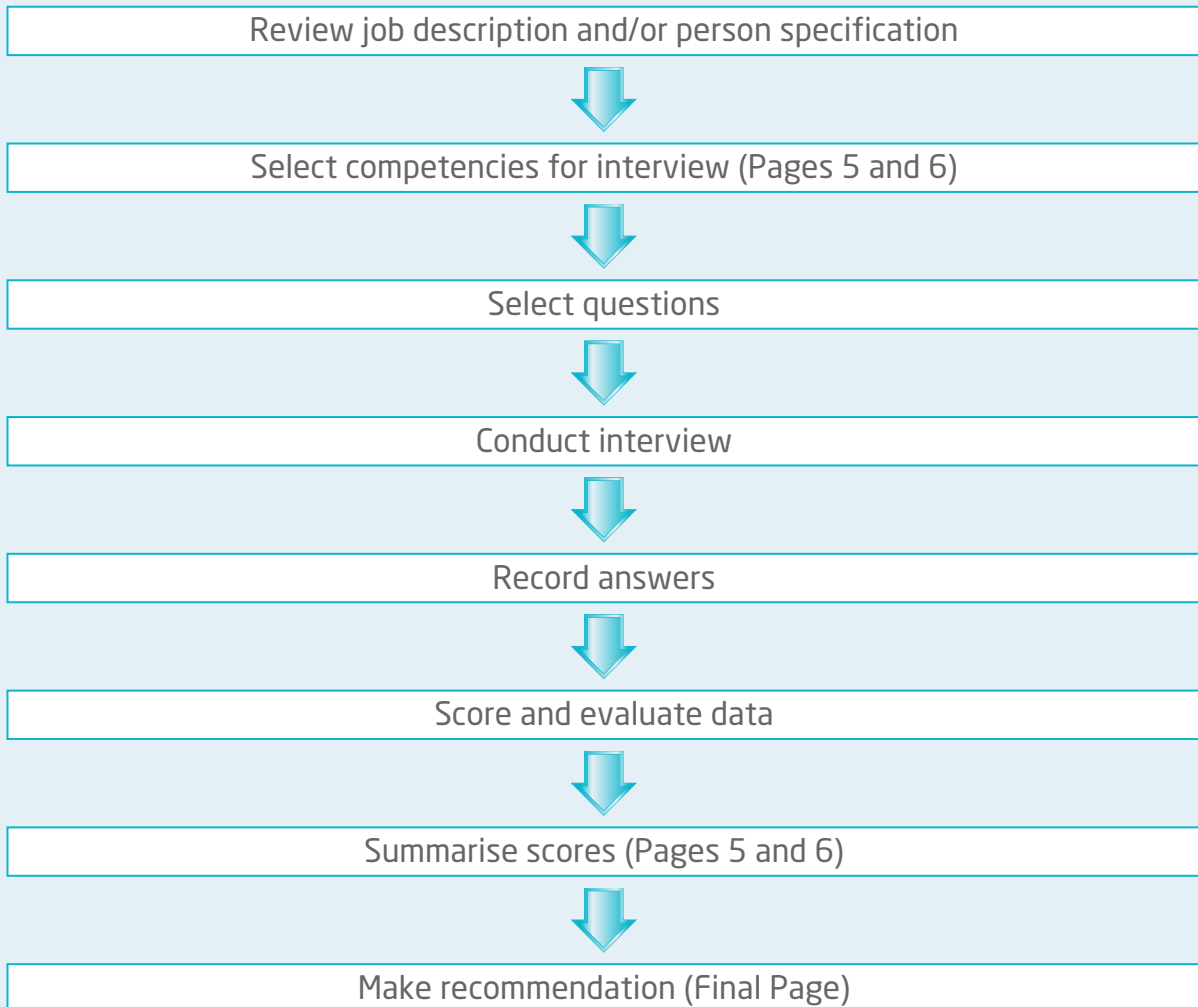 Review job description and/or person specification
Select competencies for interview (Pages 5 and 6)
Select questions
Conduct interview
Record answers
Score and evaluate data
Summarise scores (Pages 5 and 6)
Make recommendation (Final Page)